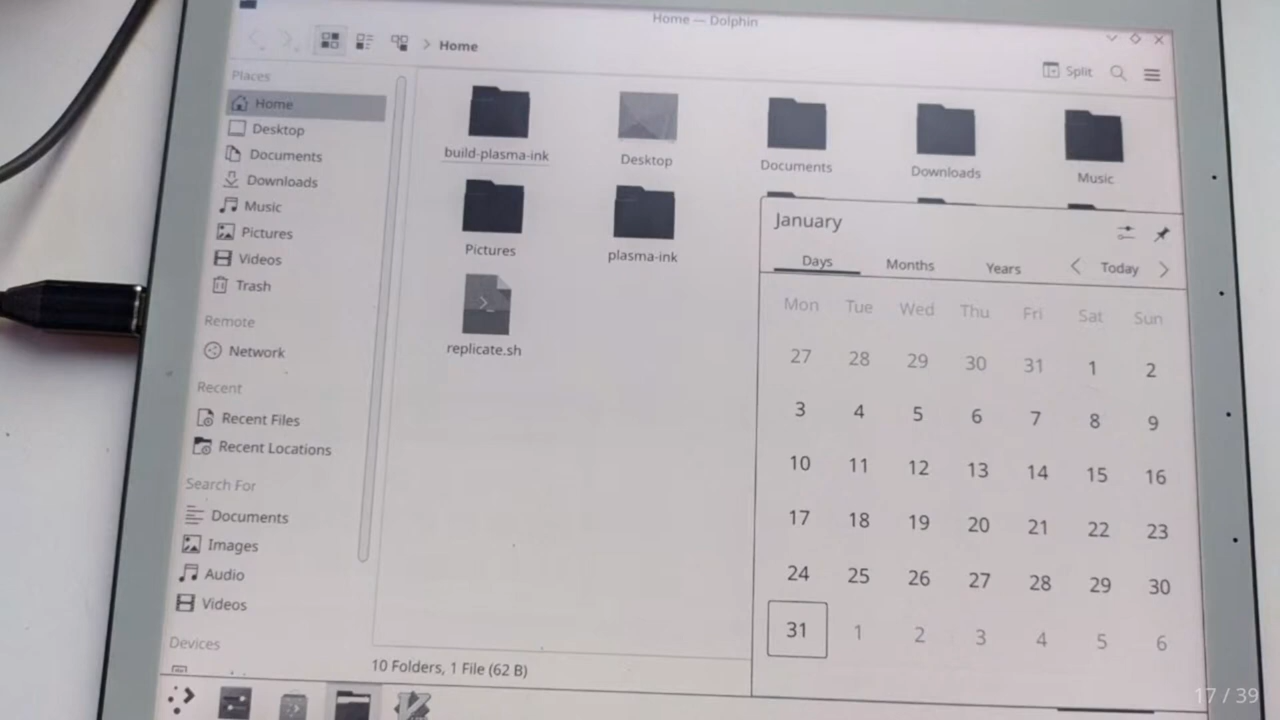 Home — Dolphin
Home
Split
Places
Home
Desktop
Documents
Downloads
Music
Pictures
Videos
Trash
Remote
Network
Recent
Recent Files
Recent Locations
Search For
Documents
Images
Audio
Videos
Devices
build-plasma-ink
Desktop
Documents
Downloads
Music
Pictures
plasma-ink
replicate.sh
10 Folders, 1 File (62 B)
January
Days Months Years Today
Mon Tue Wed Thu Fri Sat Sun
27 28 29 30 31 1 2
3 4 5 6 7 8 9
10 11 12 13 14 15 16
17 18 19 20 21 22 23
24 25 26 27 28 29 30
31 1 2 3 4 5 6
17 / 39